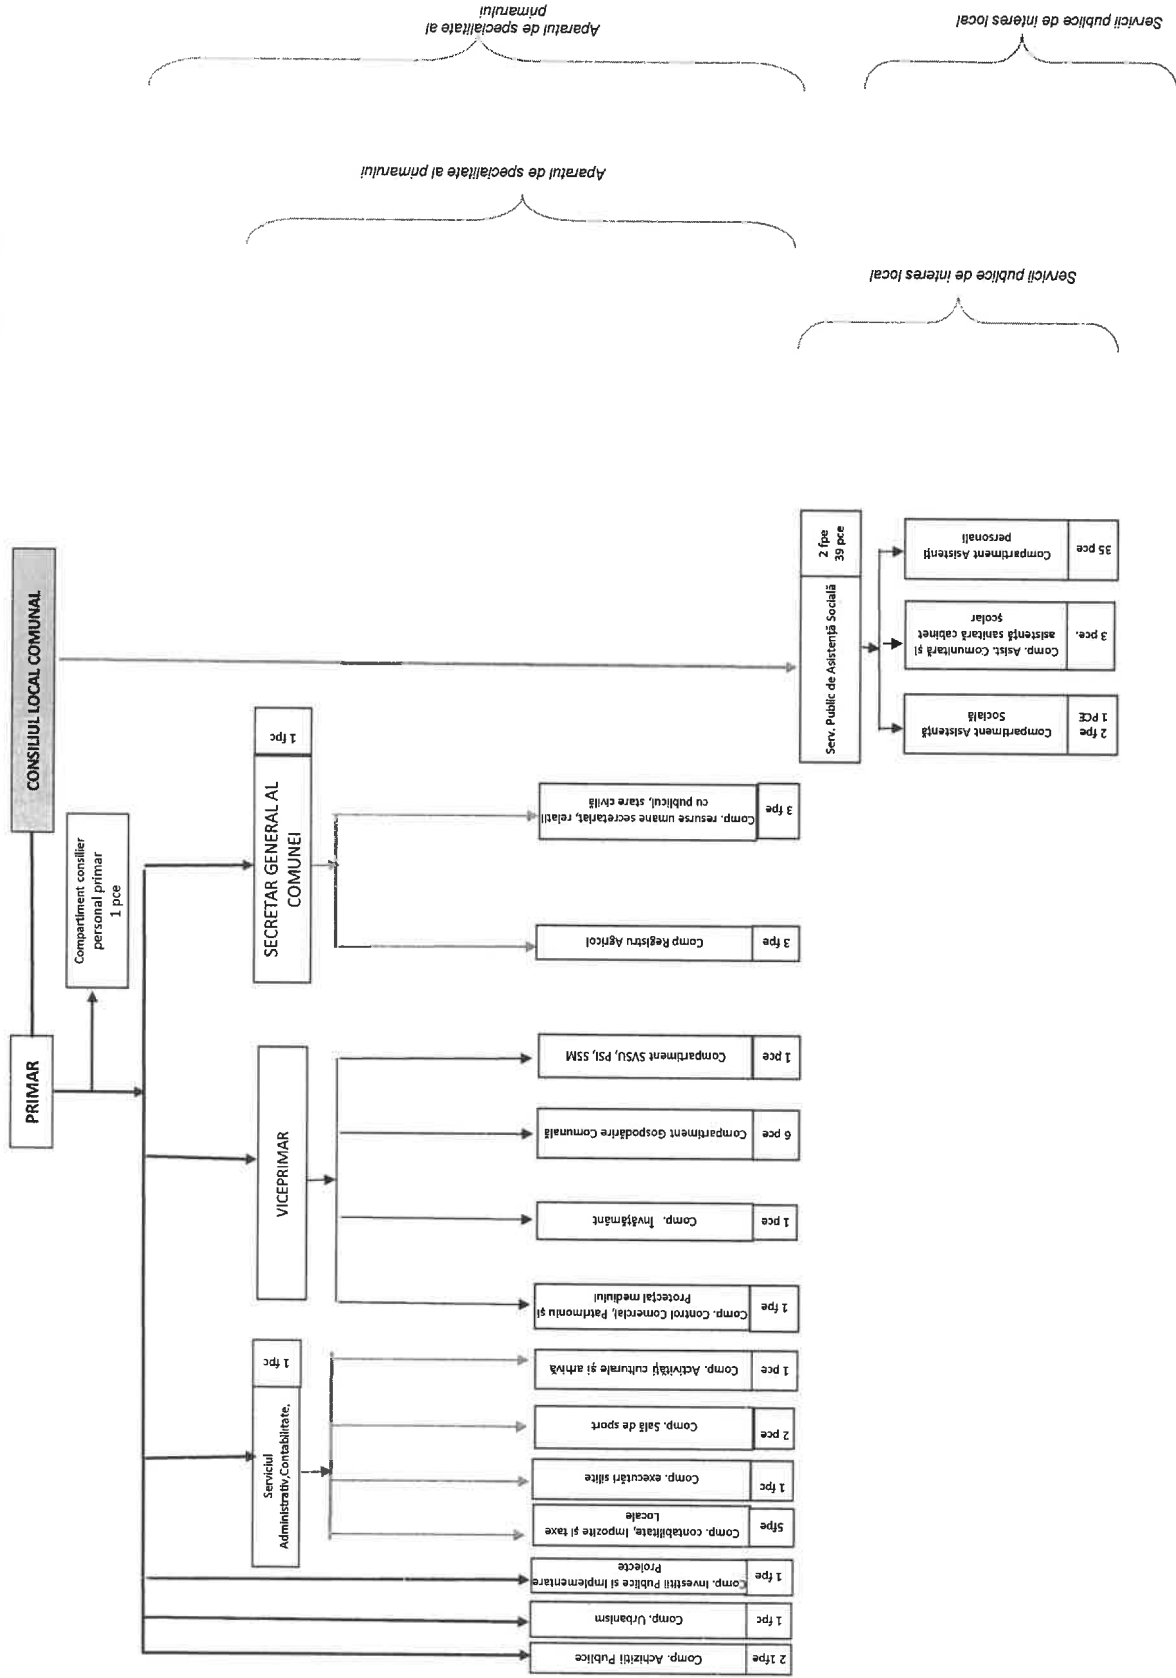 Aparatul de specialitate al
primarului
Servicii publice de interes local
Aparatul de specialitate al primarului
Servicii publice de interes local
CONSILIUL LOCAL COMUNAL
PRIMAR
Compartiment consilier
personal primar
1 pce
SECRETAR GENERAL AL
COMUNEI
1 fpc
VICEPRIMAR
Serviciul
Administrativ,Contabilitate,
1 fpc
Serv. Public de Asistență Socială
2 fpe
39 pce
Compartiment Asistenți
personali
35 pce
Comp. Asist. Comunitară și
asistență sanitară cabinet
școlar
3 pce.
Compartiment Asistență
Socială
2 fpe
1 PCE
Comp. resurse umane secretariat, relatii
cu publicul, stare civilă
3 fpe
Comp Registru Agricol
3 fpe
Compartiment SVSU, PSI, SSM
1 pce
Compartiment Gospodărire Comunală
6 pce
Comp. Învățământ
1 pce
Comp. Control Comercial, Patrimoniu și
Protecțal mediului
1 fpe
Comp. Activități culturale și arhivă
1 pce
Comp. Sală de sport
2 pce
Comp. executări silite
1 fpc
Comp. contabilitate, Impozite și taxe
Locale
5fpe
Comp. Investitii Publice si Implementare
Proiecte
1 fpe
Comp. Urbanism
1 fpc
Comp. Achizitii Publice
2 1fpe